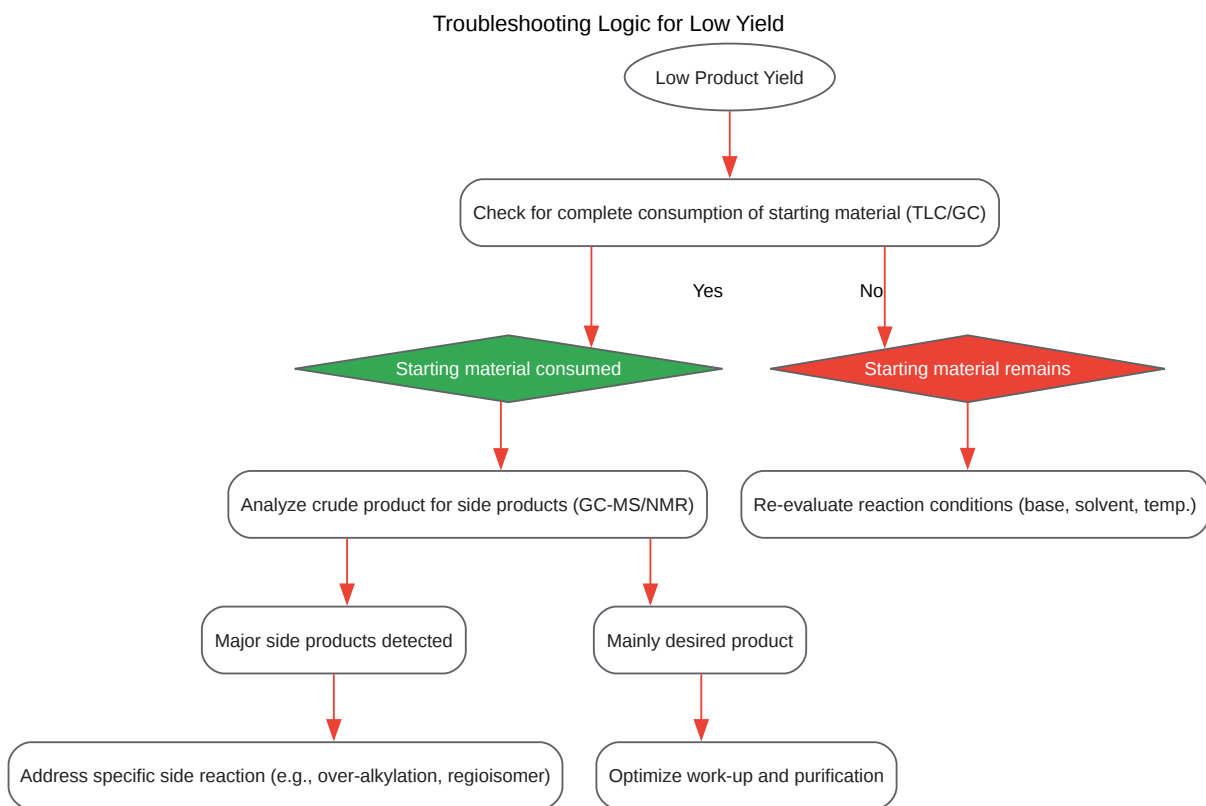 Troubleshooting Logic for Low Yield
Low Product Yield
Check for complete consumption of starting material (TLC/GC)
Yes
No
Starting material consumed
Starting material remains
Analyze crude product for side products (GC-MS/NMR)
Re-evaluate reaction conditions (base, solvent, temp.)
Major side products detected
Mainly desired product
Address specific side reaction (e.g., over-alkylation, regioisomer)
Optimize work-up and purification